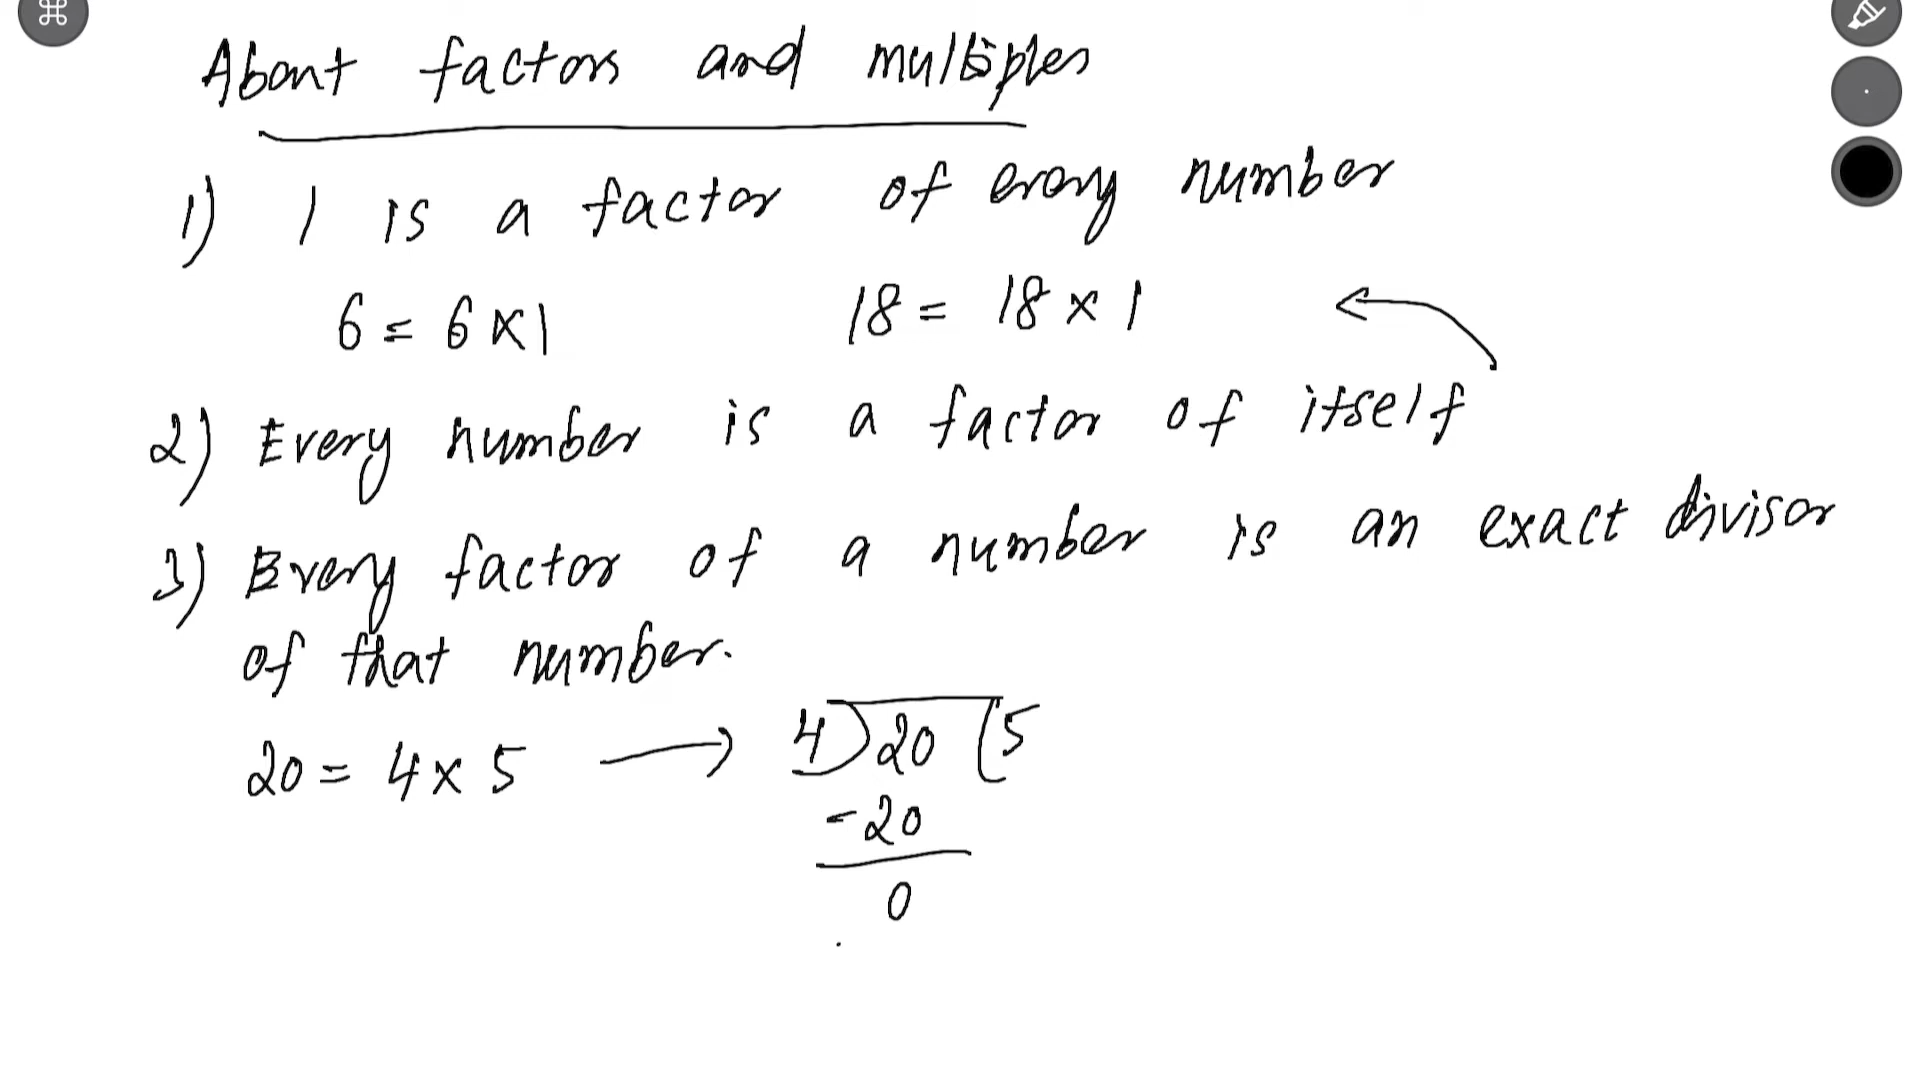 About factors and multiples
1) 1 is a factor of every number
6 = 6 × 1 18 = 18 × 1
2) Every number is a factor of itself
3) Every factor of a number is an exact divisor
of that number.
20 = 4 × 5 → 4) 20 (5
- 20
0